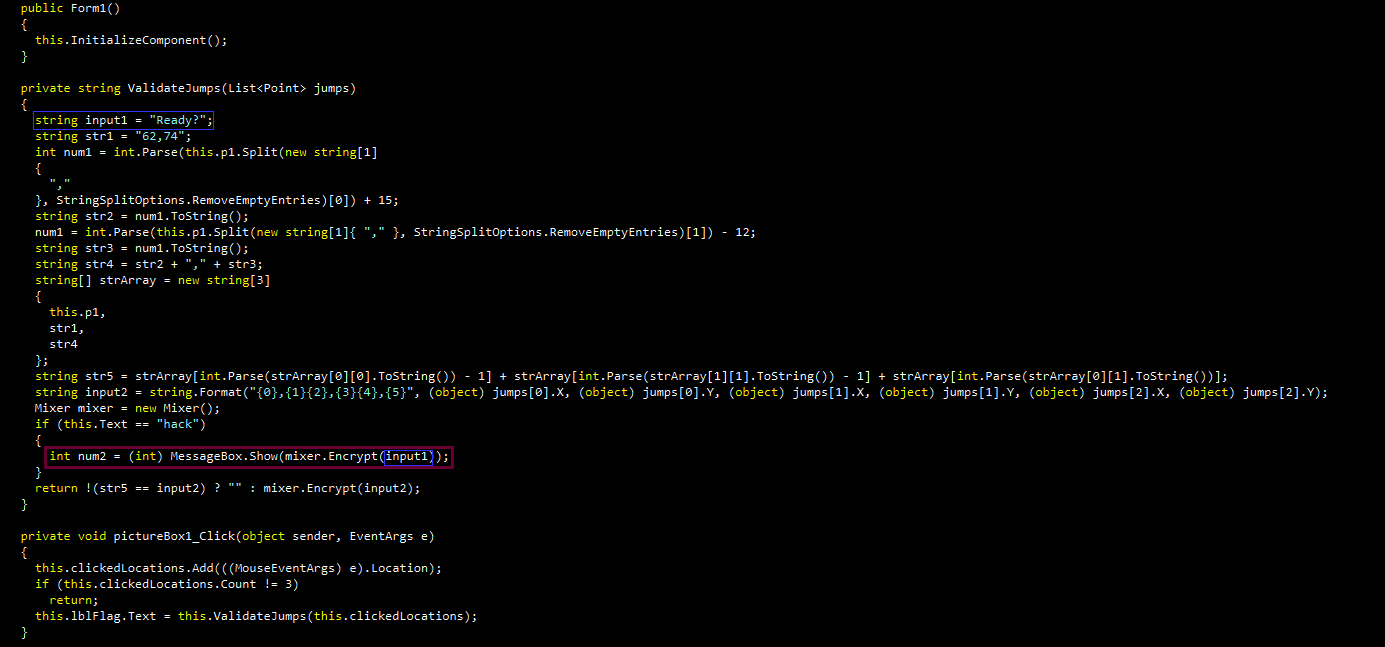 public Form1()
{
  this.InitializeComponent();
}

private string ValidateJumps(List<Point> jumps)
{
  string input1 = "Ready?";
  string str1 = "62,74";
  int num1 = int.Parse(this.p1.Split(new string[1]
  {
    ","
  }, StringSplitOptions.RemoveEmptyEntries)[0]) + 15;
  string str2 = num1.ToString();
  num1 = int.Parse(this.p1.Split(new string[1]{ "," }, StringSplitOptions.RemoveEmptyEntries)[1]) - 12;
  string str3 = num1.ToString();
  string str4 = str2 + "," + str3;
  string[] strArray = new string[3]
  {
    this.p1,
    str1,
    str4
  };
  string str5 = strArray[int.Parse(strArray[0][0].ToString()) - 1] + strArray[int.Parse(strArray[1][1].ToString()) - 1] + strArray[int.Parse(strArray[0][1].ToString())];
  string input2 = string.Format("{0},{1}{2},{3}{4},{5}", (object) jumps[0].X, (object) jumps[0].Y, (object) jumps[1].X, (object) jumps[1].Y, (object) jumps[2].X, (object) jumps[2].Y);
  Mixer mixer = new Mixer();
  if (this.Text == "hack")
  {
    int num2 = (int) MessageBox.Show(mixer.Encrypt(input1));
  }
  return !(str5 == input2) ? "" : mixer.Encrypt(input2);
}

private void pictureBox1_Click(object sender, EventArgs e)
{
  this.clickedLocations.Add(((MouseEventArgs) e).Location);
  if (this.clickedLocations.Count != 3)
    return;
  this.lblFlag.Text = this.ValidateJumps(this.clickedLocations);
}